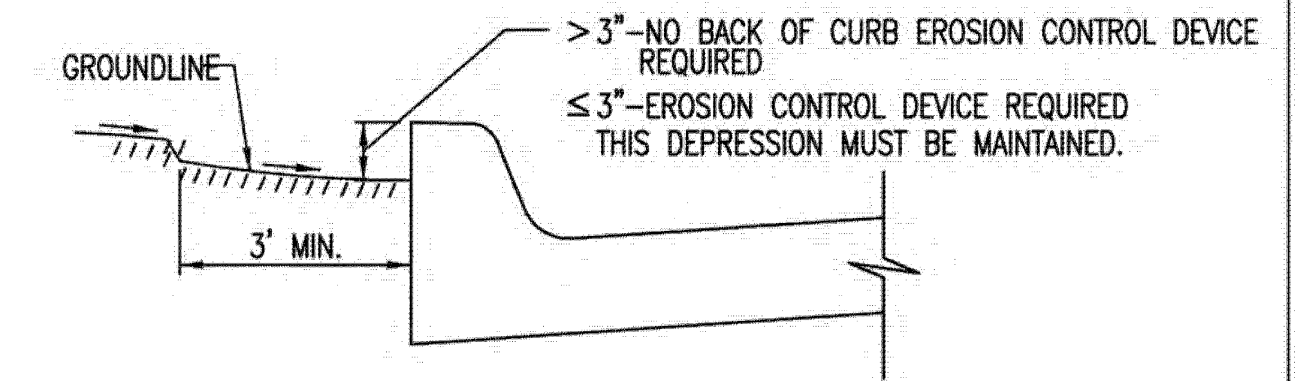 >3"-NO BACK OF CURB EROSION CONTROL DEVICE
REQUIRED
GROUNDLINE
≤3"-EROSION CONTROL DEVICE REQUIRED
THIS DEPRESSION MUST BE MAINTAINED.
3' MIN.